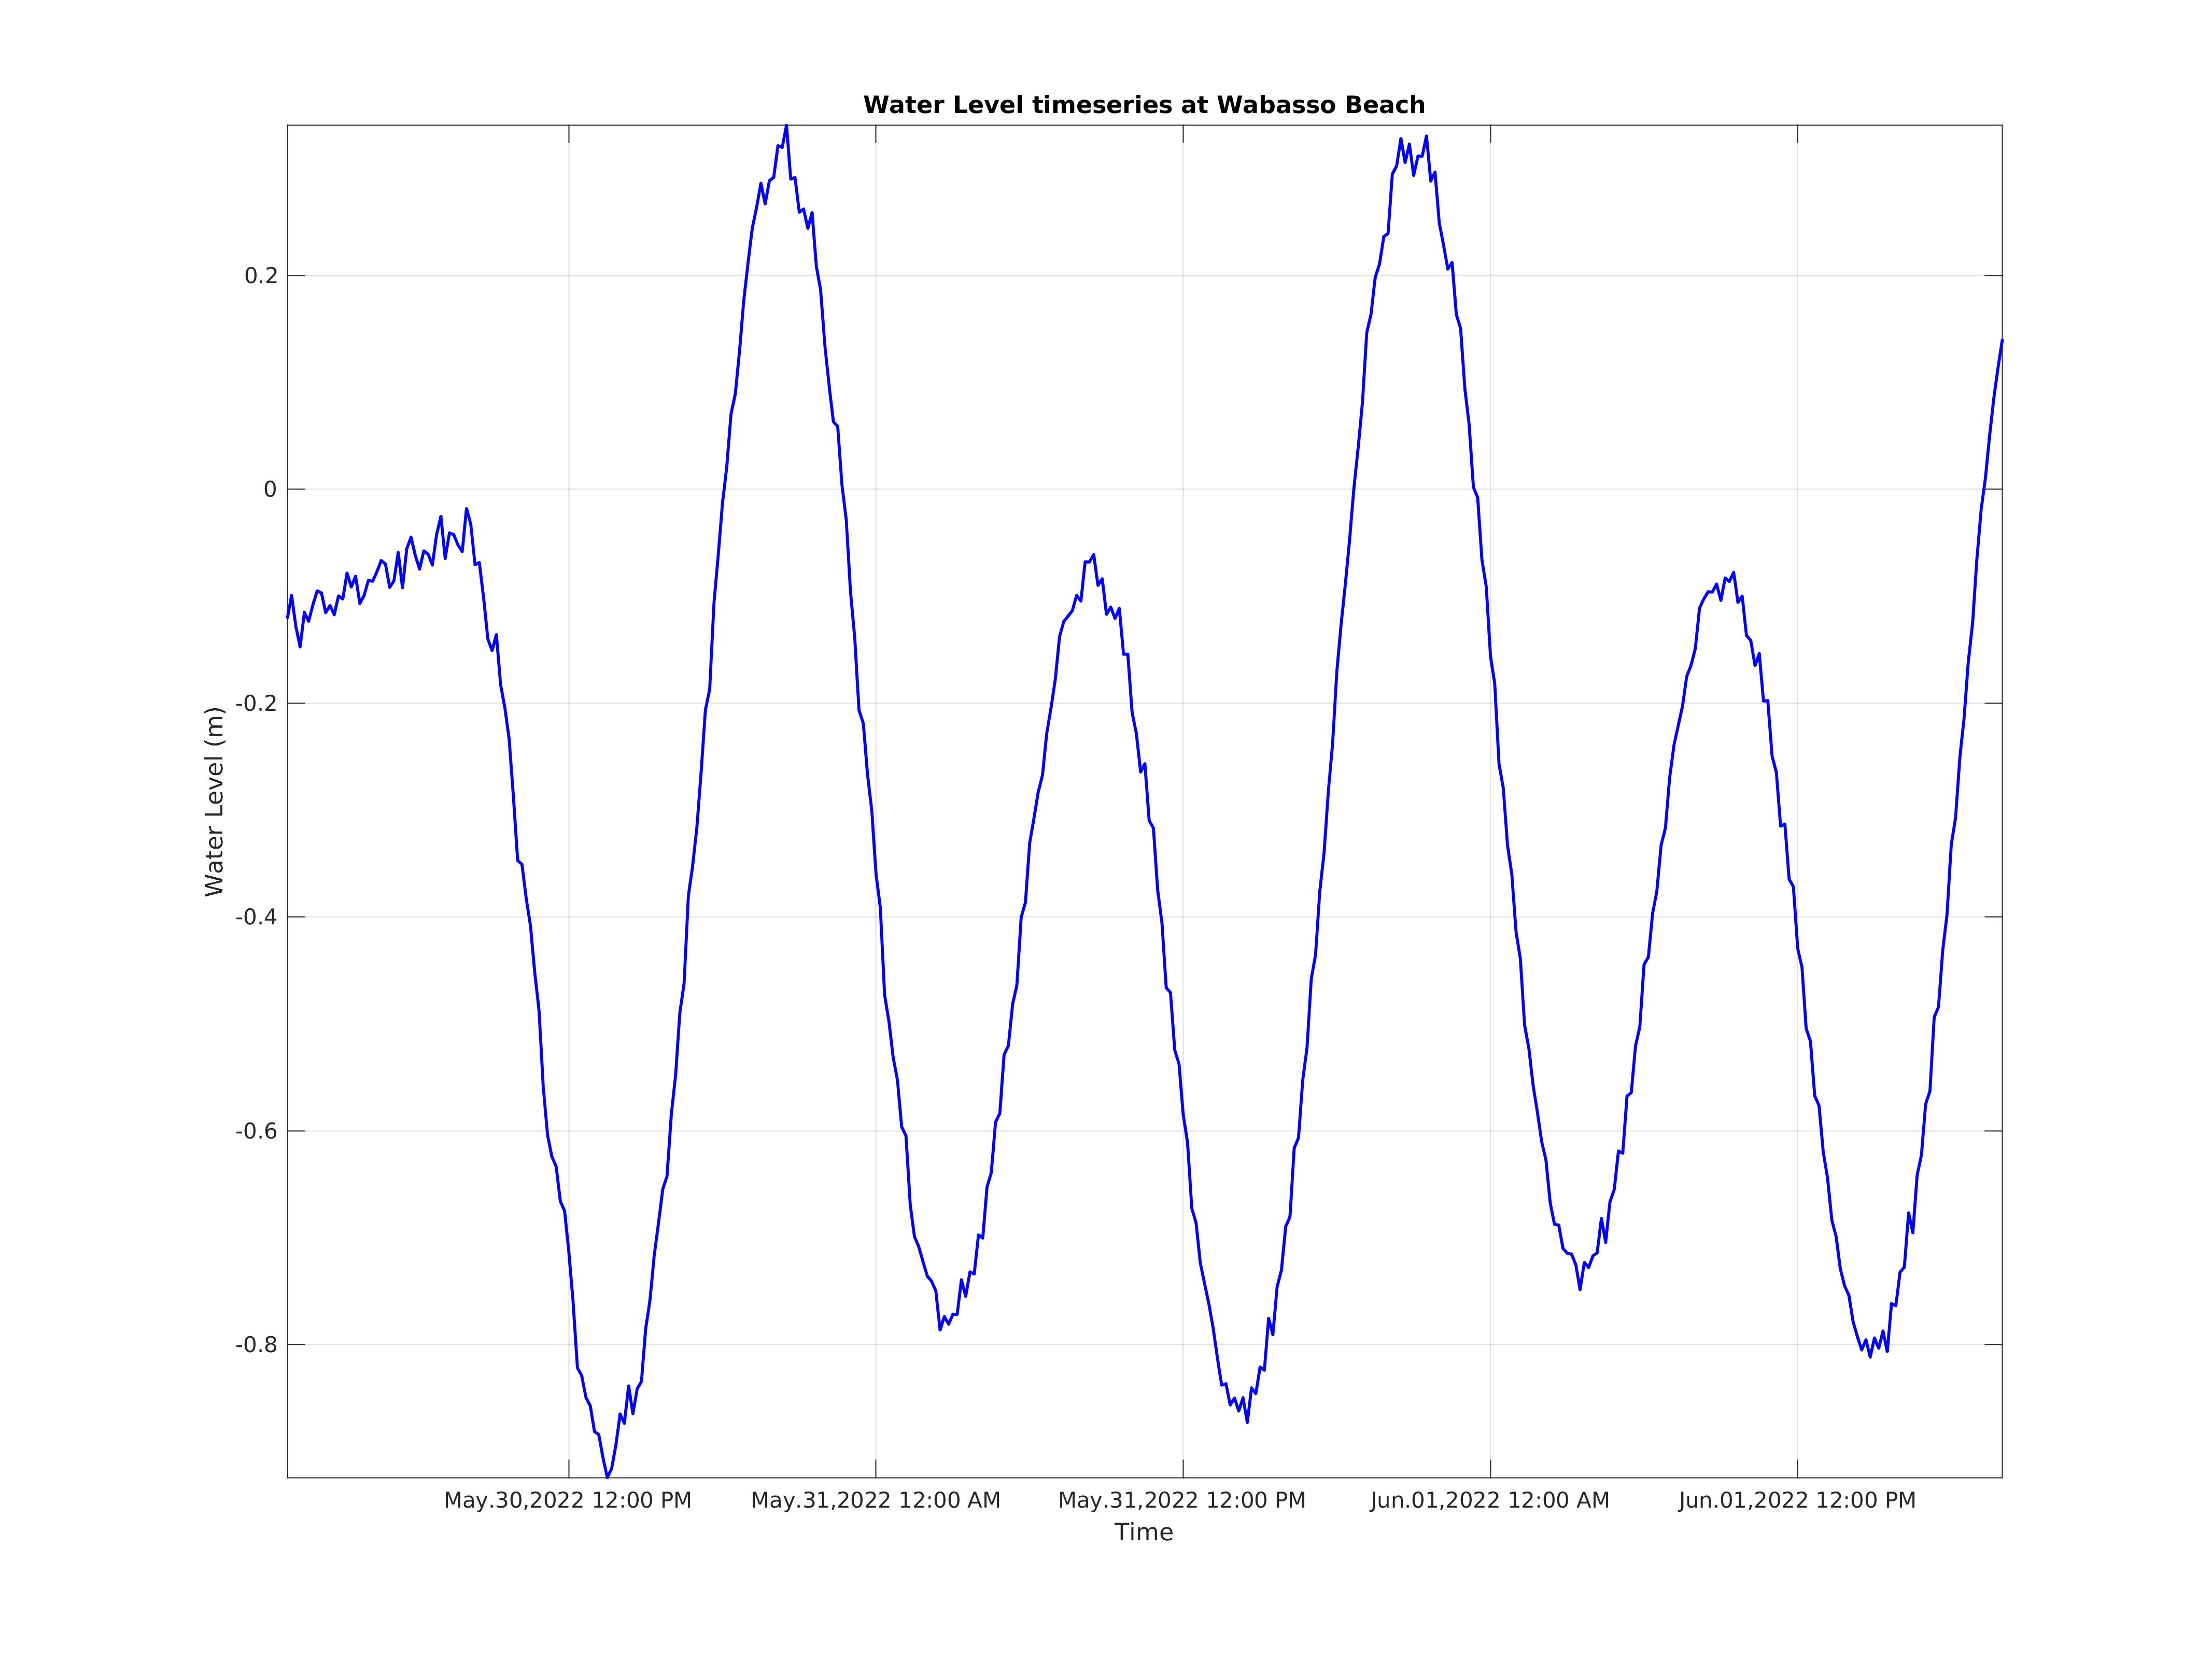 Water Level timeseries at Wabasso Beach
0.2
0
-0.2
-0.4
-0.6
-0.8
Water Level (m)
May.30,2022 12:00 PM
May.31,2022 12:00 AM
May.31,2022 12:00 PM
Jun.01,2022 12:00 AM
Jun.01,2022 12:00 PM
Time